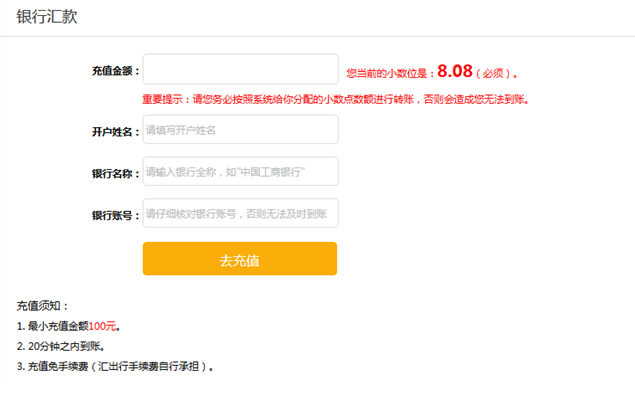 银行汇款
充值金额： 您当前的小数位是：8.08（必须）。
重要提示：请您务必按照系统给你分配的小数点数额进行转账，否则会造成您无法到账。
开户姓名： 请填写开户姓名
银行名称： 请输入银行全称，如"中国工商银行"
银行账号： 请仔细核对银行账号，否则无法及时到账
去充值
充值须知：
1. 最小充值金额100元。
2. 20分钟之内到账。
3. 充值免手续费（汇出行手续费自行承担）。